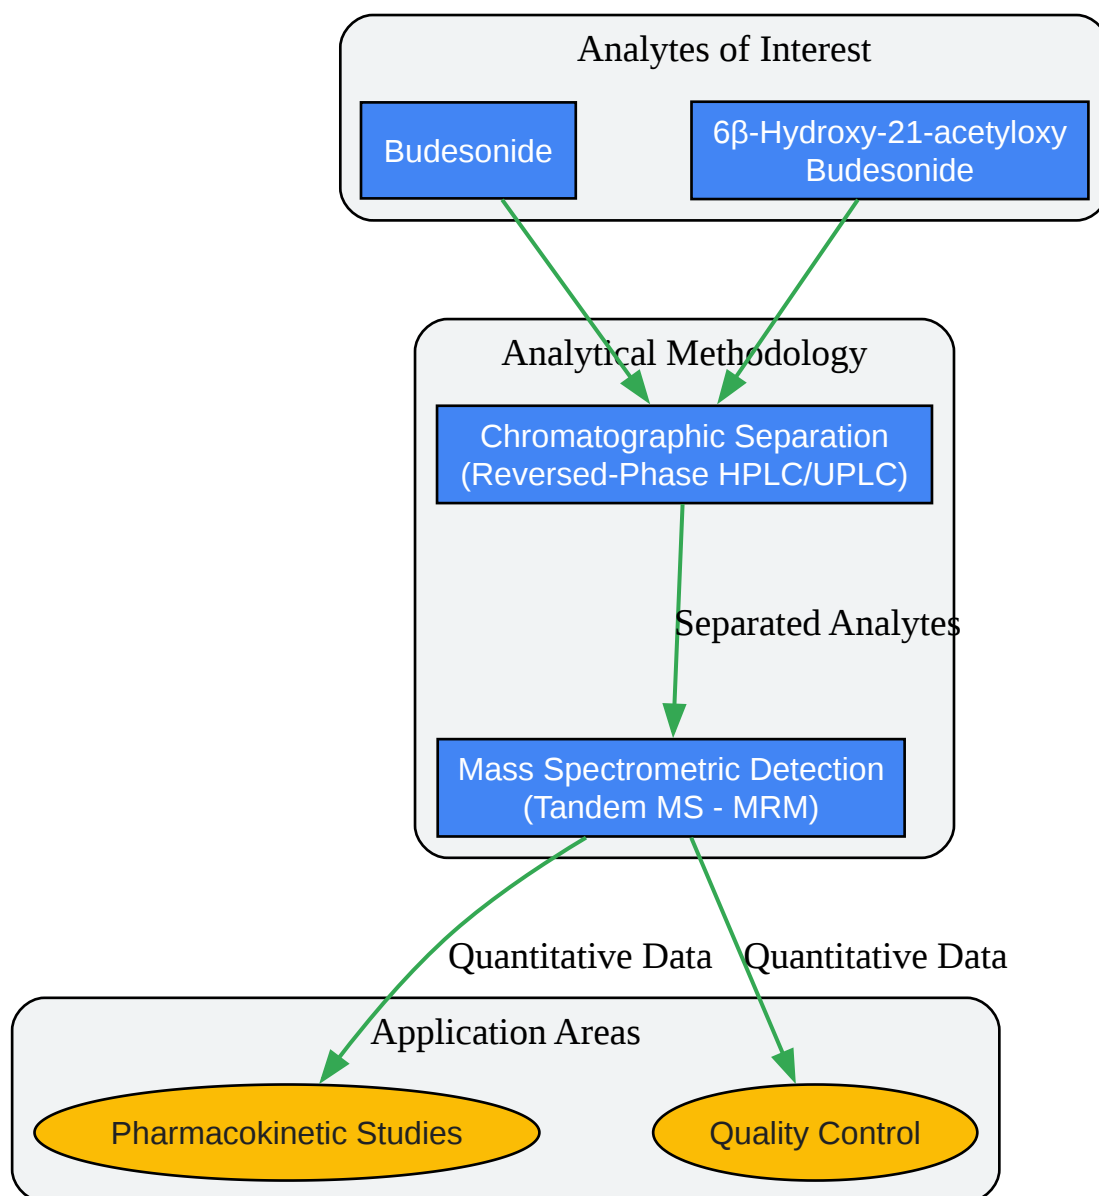 Analytes of Interest
Budesonide
6β-Hydroxy-21-acetyloxy
Budesonide
Analytical Methodology
Chromatographic Separation
(Reversed-Phase HPLC/UPLC)
Separated Analytes
Mass Spectrometric Detection
(Tandem MS - MRM)
Quantitative Data
Quantitative Data
Application Areas
Pharmacokinetic Studies
Quality Control